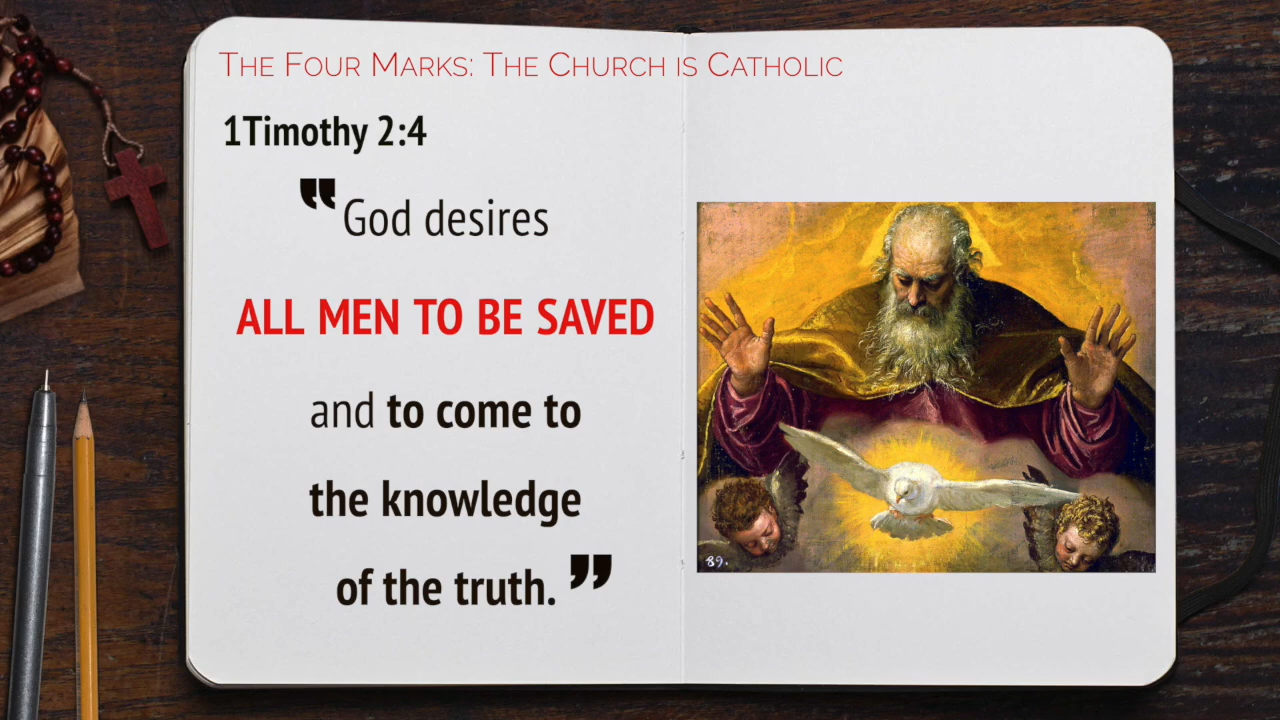 The Four Marks: The Church is Catholic
1Timothy 2:4
"God desires
ALL MEN TO BE SAVED
and to come to
the knowledge
of the truth."
89.